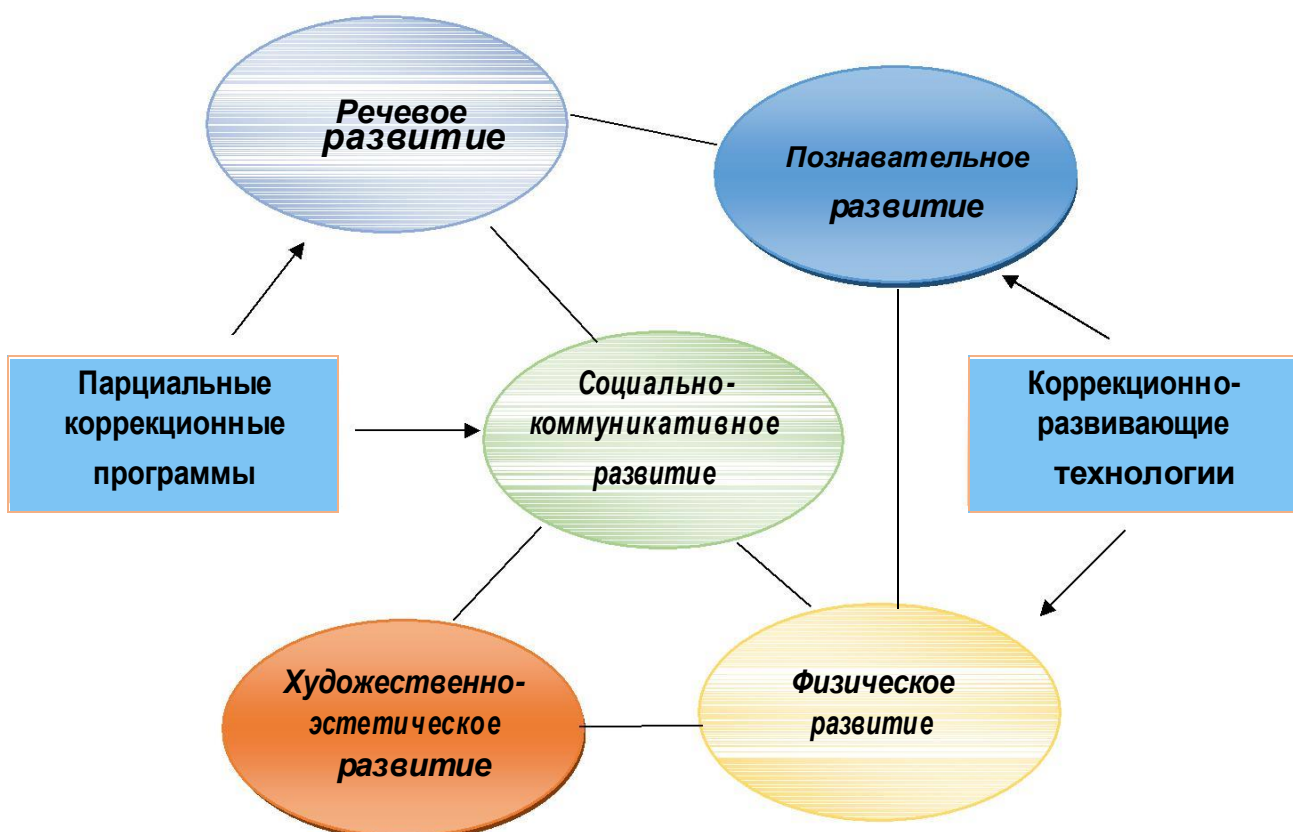 Речевое
развитие
Познавательное
развитие
Парциальные
коррекционные
программы
Социально-
коммуникативное
развитие
Коррекционно-
развивающие
технологии
Художественно-
эстетическое
развитие
Физическое
развитие